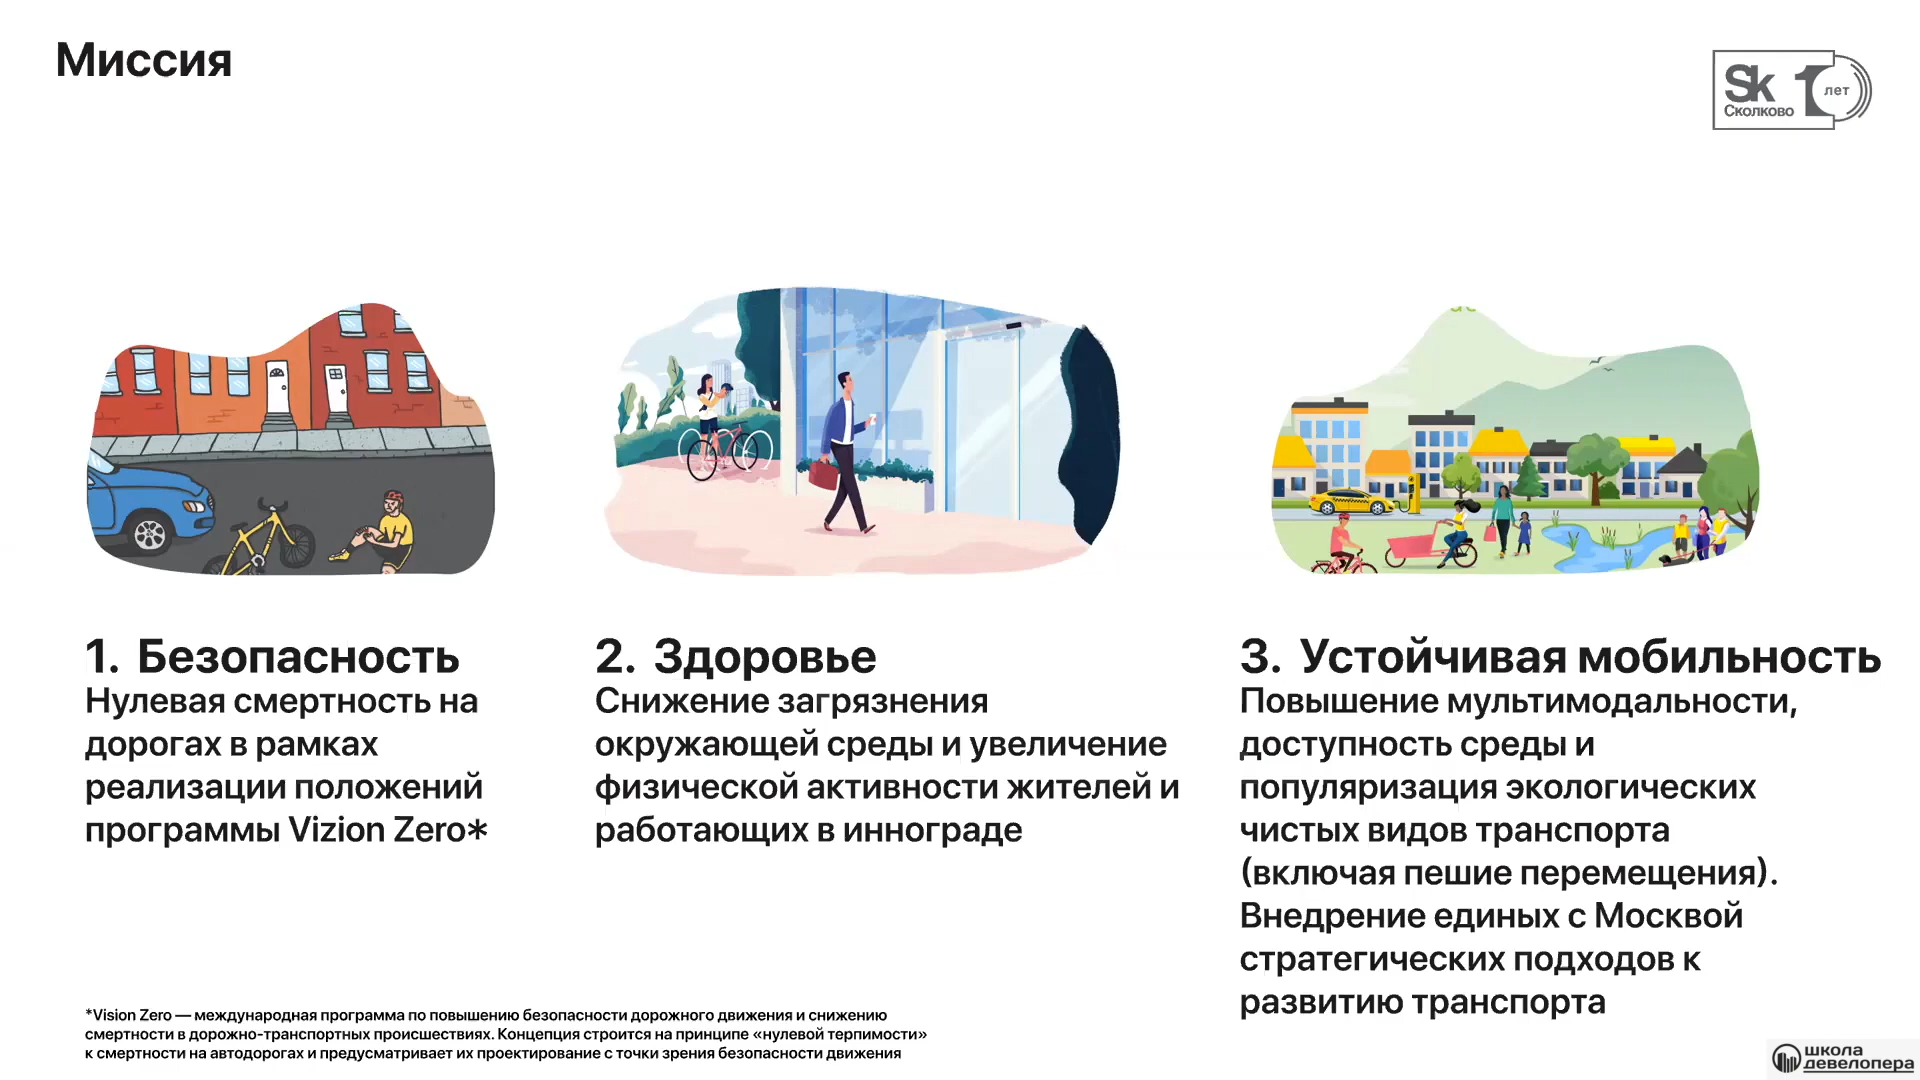 Миссия
Sk
Сколково
10
лет
1. Безопасность
Нулевая смертность на
дорогах в рамках
реализации положений
программы Vizion Zero*
2. Здоровье
Снижение загрязнения
окружающей среды и увеличение
физической активности жителей и
работающих в иннограде
3. Устойчивая мобильность
Повышение мультимодальности,
доступность среды и
популяризация экологических
чистых видов транспорта
(включая пешие перемещения).
Внедрение единых с Москвой
стратегических подходов к
развитию транспорта
*Vision Zero — международная программа по повышению безопасности дорожного движения и снижению
смертности в дорожно-транспортных происшествиях. Концепция строится на принципе «нулевой терпимости»
к смертности на автодорогах и предусматривает их проектирование с точки зрения безопасности движения
школа
девелопера